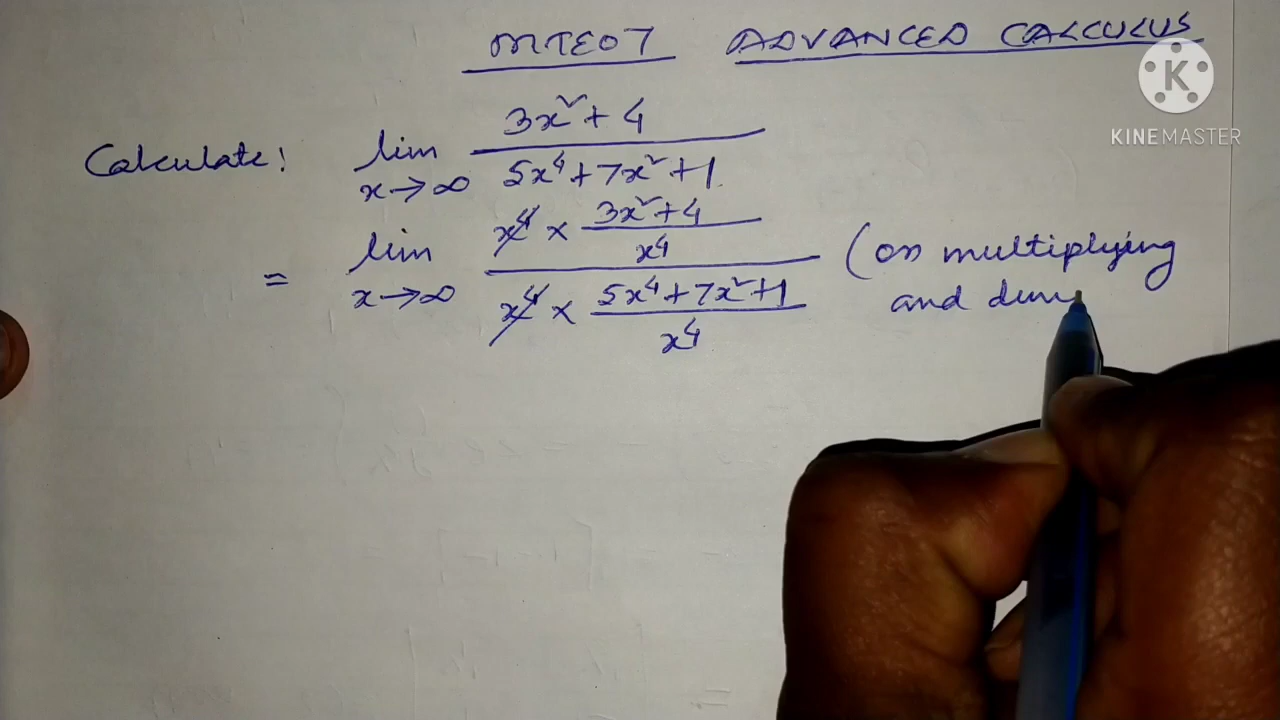 MTE07 ADVANCED CALCULUS
K
KINEMASTER
Calculate: lim x→∞ (3x² + 4) / (5x⁴ + 7x² + 1)
= lim x→∞ (x⁴ × (3x² + 4)/x⁴) / (x⁴ × (5x⁴ + 7x² + 1)/x⁴) (on multiplying
and